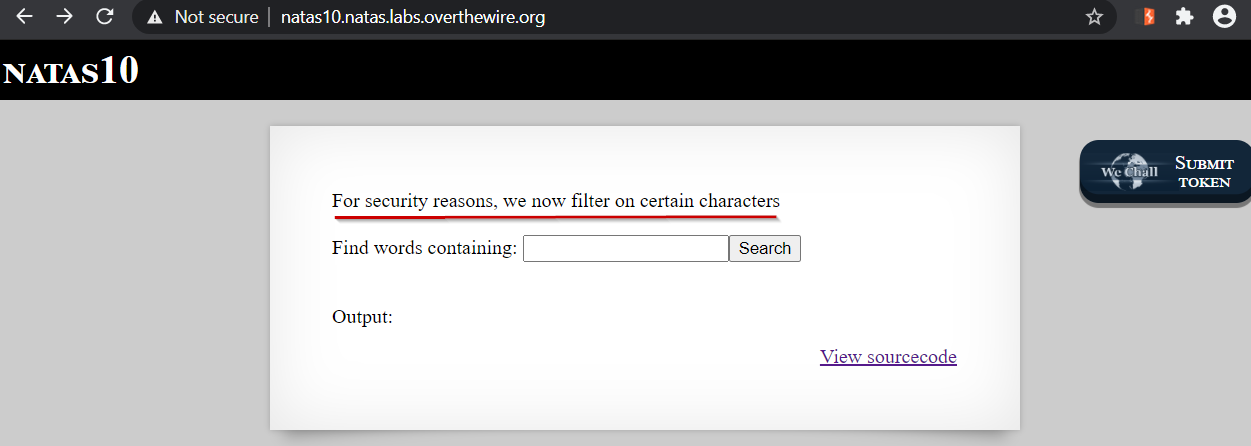 Not secure | natas10.natas.labs.overthewire.org
NATAS10
For security reasons, we now filter on certain characters
Find words containing: Search
Output:
View sourcecode
We Chall
SUBMIT
TOKEN